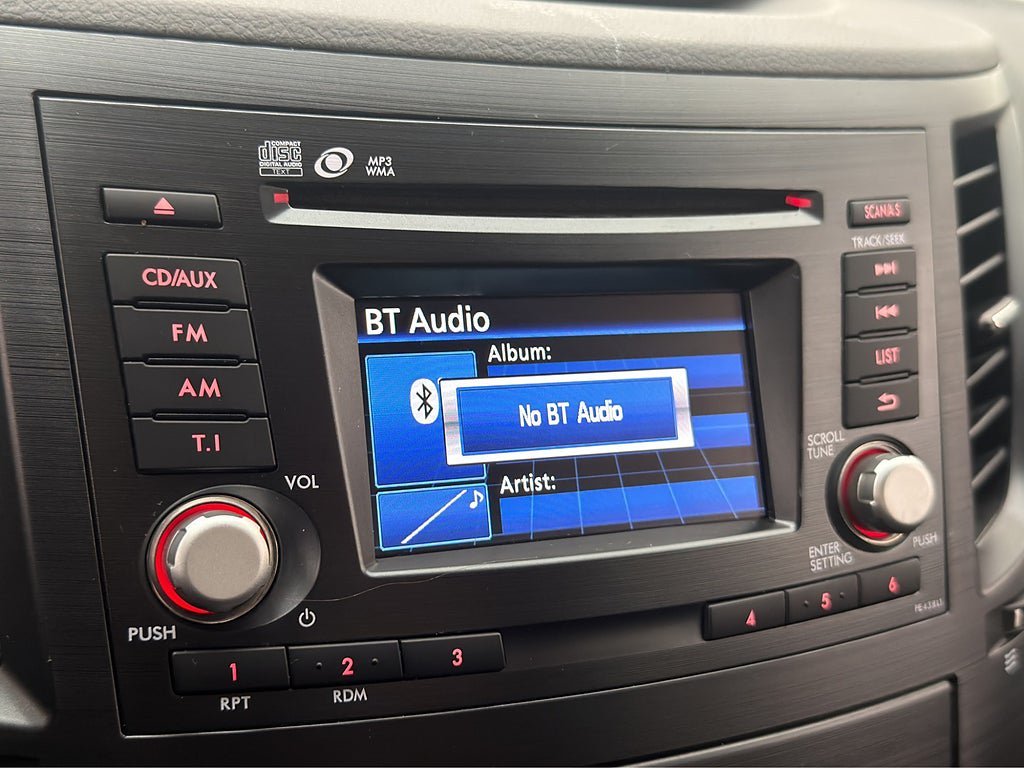 COMPACT
disc
DIGITAL AUDIO
TEXT
MP3
WMA
SCAN/AS
TRACK/SEEK
CD/AUX
FM
AM
T.I
LIST
BT Audio
Album:
No BT Audio
Artist:
SCROLL
TUNE
VOL
PUSH
ENTER
SETTING
PUSH
1
2
3
4
5
6
RPT
RDM